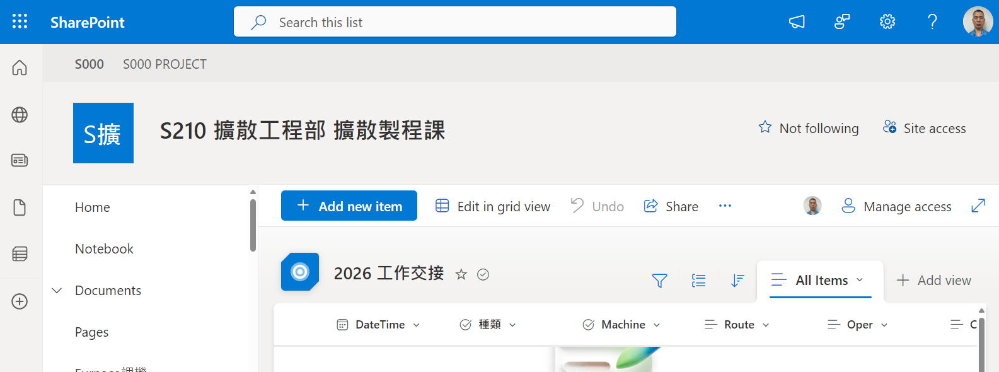 SharePoint
Search this list
S000 S000 PROJECT
S擴
S210 擴散工程部 擴散製程課
Not following
Site access
Home
Notebook
Documents
Pages
Add new item
Edit in grid view
Undo
Share
Manage access
2026 工作交接
All Items
Add view
DateTime
種類
Machine
Route
Oper